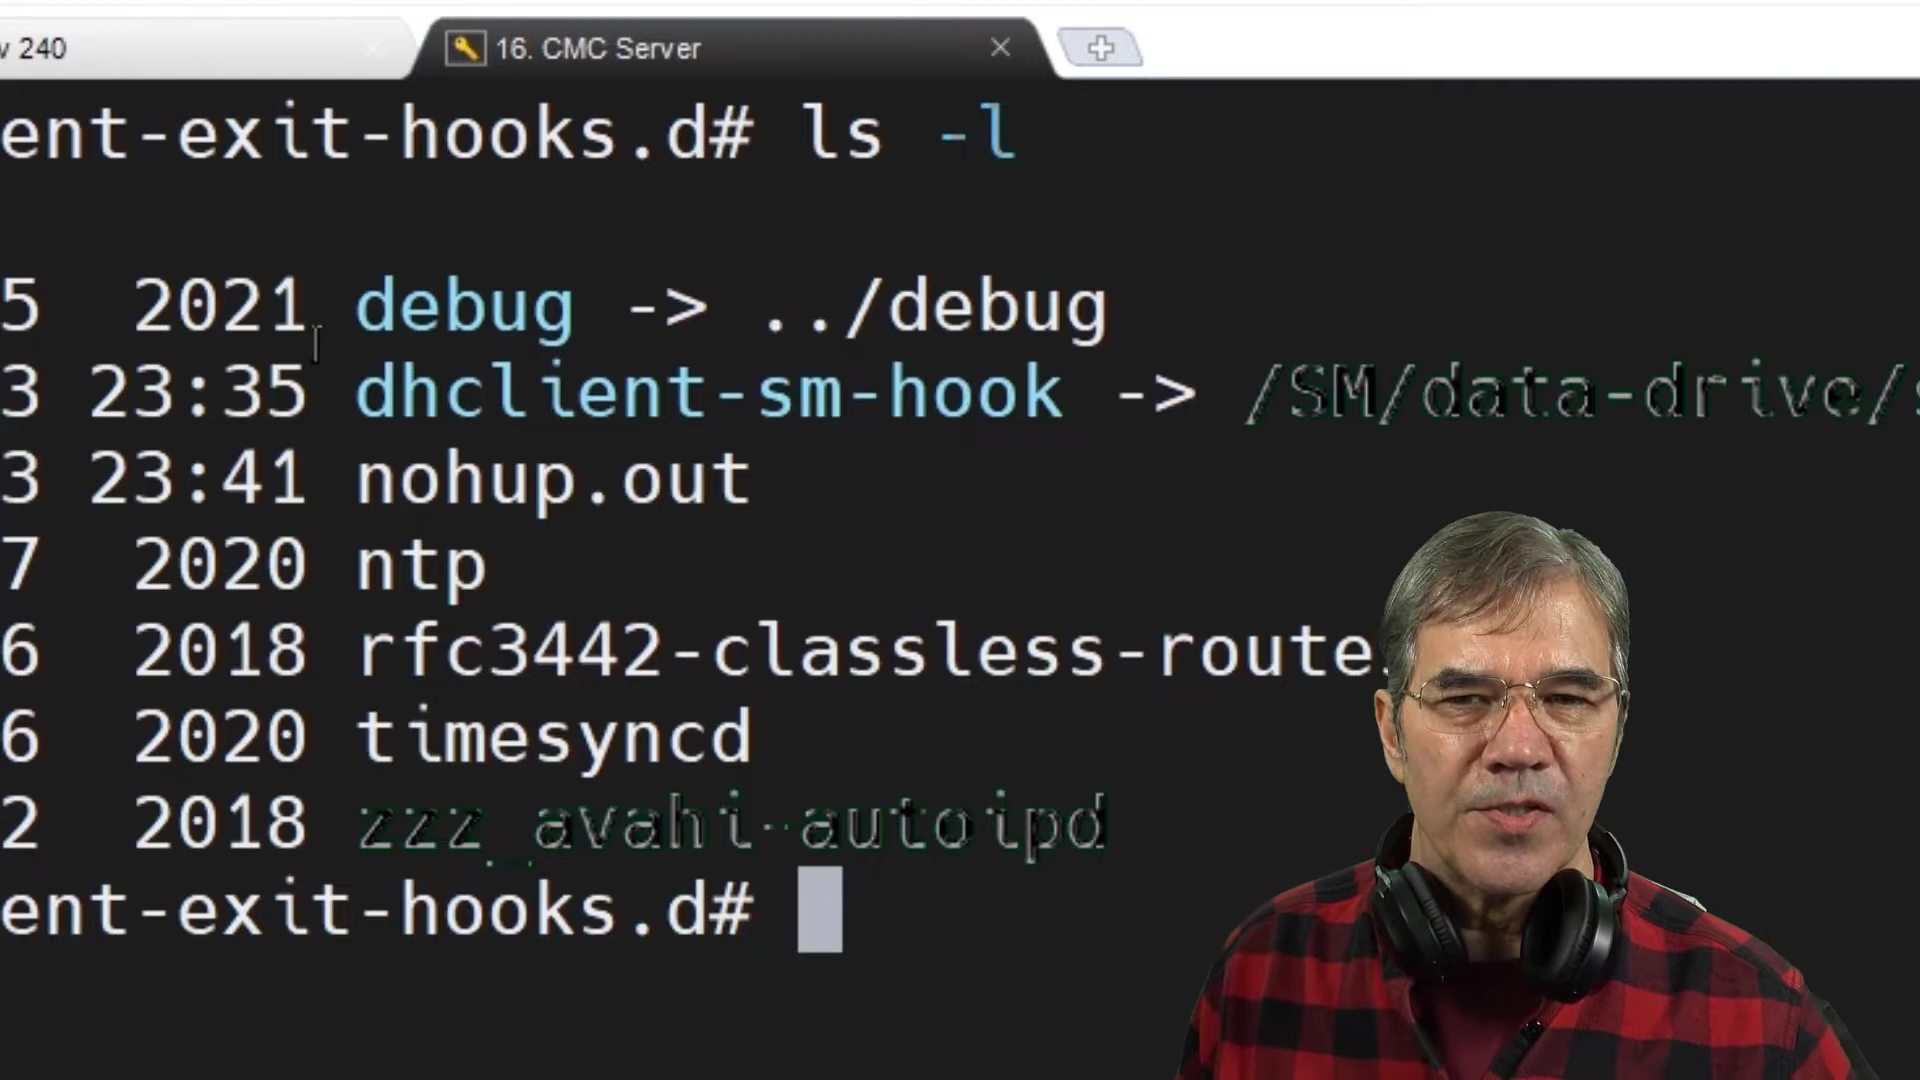 v 240
16. CMC Server
ent-exit-hooks.d# ls -l
5 2021 debug -> ../debug
3 23:35 dhclient-sm-hook -> /SM/data-drive/s
3 23:41 nohup.out
7 2020 ntp
6 2018 rfc3442-classless-route
6 2020 timesyncd
2 2018 zzz_avahi-autoipd
ent-exit-hooks.d#